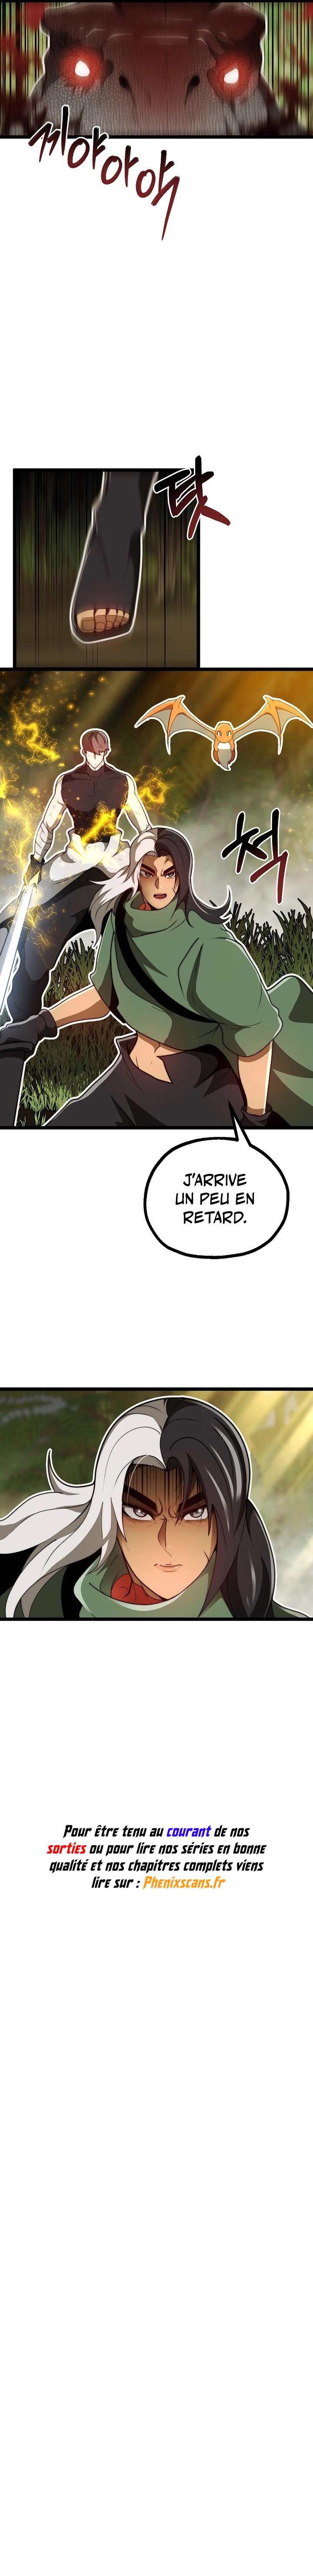 끼야아악
탓
척
J'ARRIVE
UN PEU EN
RETARD.
Pour être tenu au courant de nos
sorties ou pour lire nos séries en bonne
qualité et nos chapitres complets viens
lire sur : Phenixscans.fr